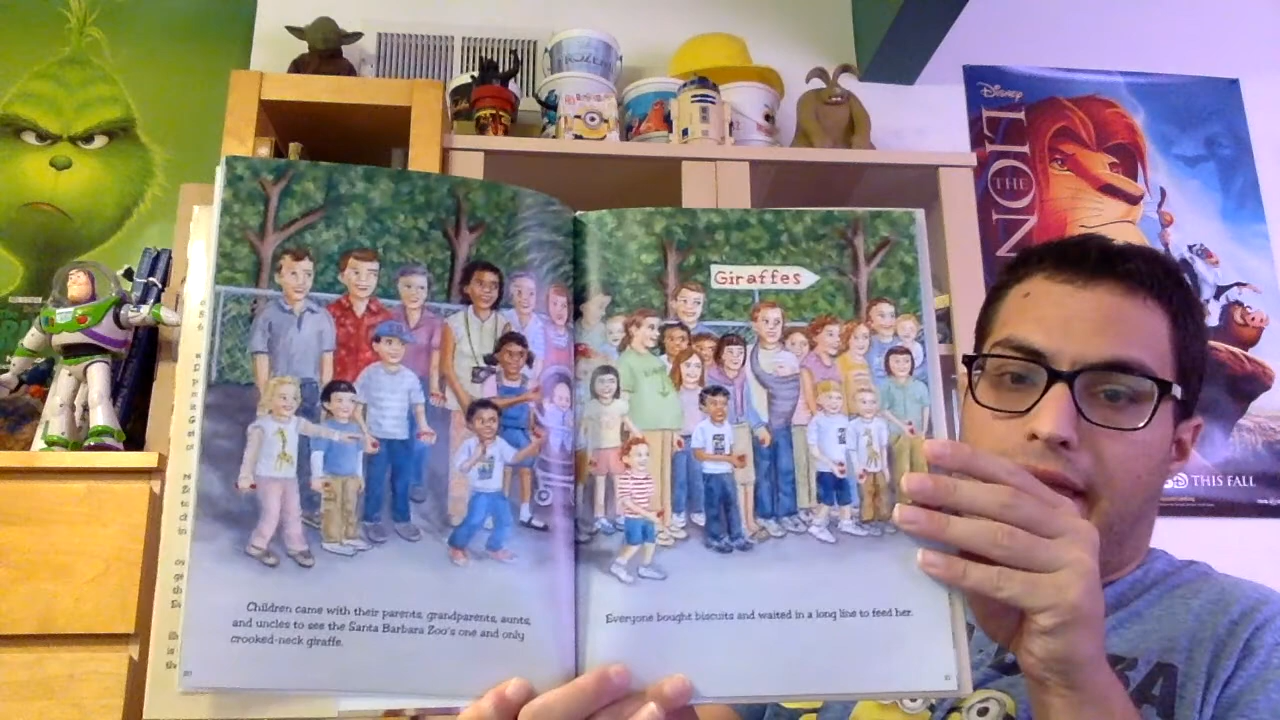 FROZEN
Disney
THE
LION
THIS FALL
Giraffes
Children came with their parents, grandparents, aunts,
and uncles to see the Santa Barbara Zoo's one and only
crooked-neck giraffe.
Everyone bought biscuits and waited in a long line to feed her.